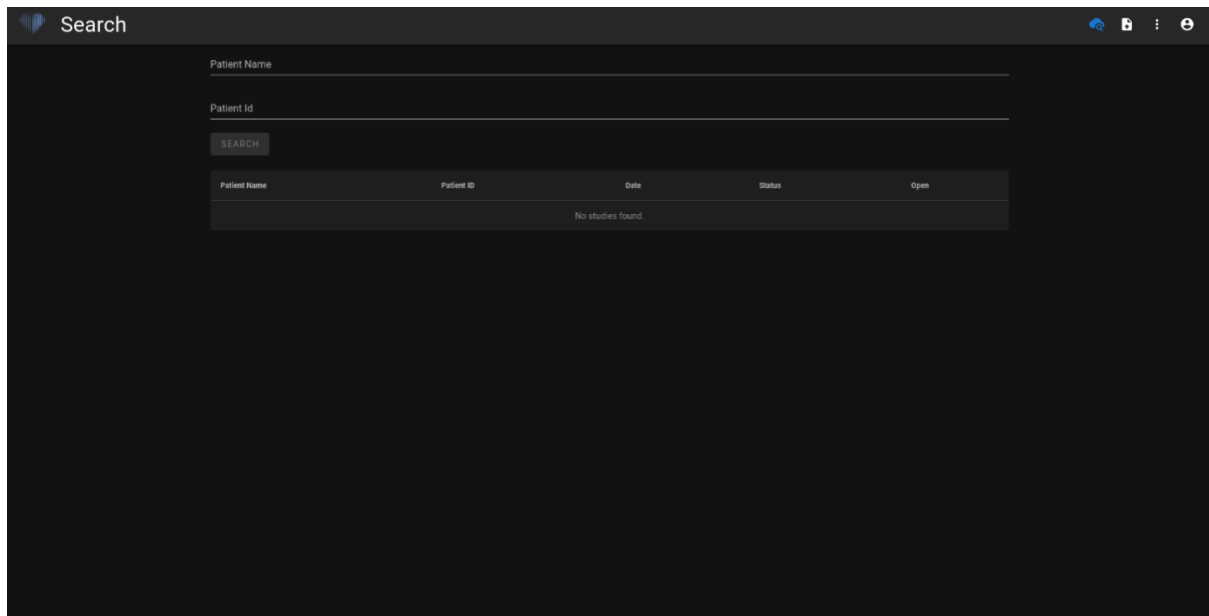 Search
Patient Name
Patient Id
SEARCH
Patient Name Patient ID Date Status Open
No studies found.